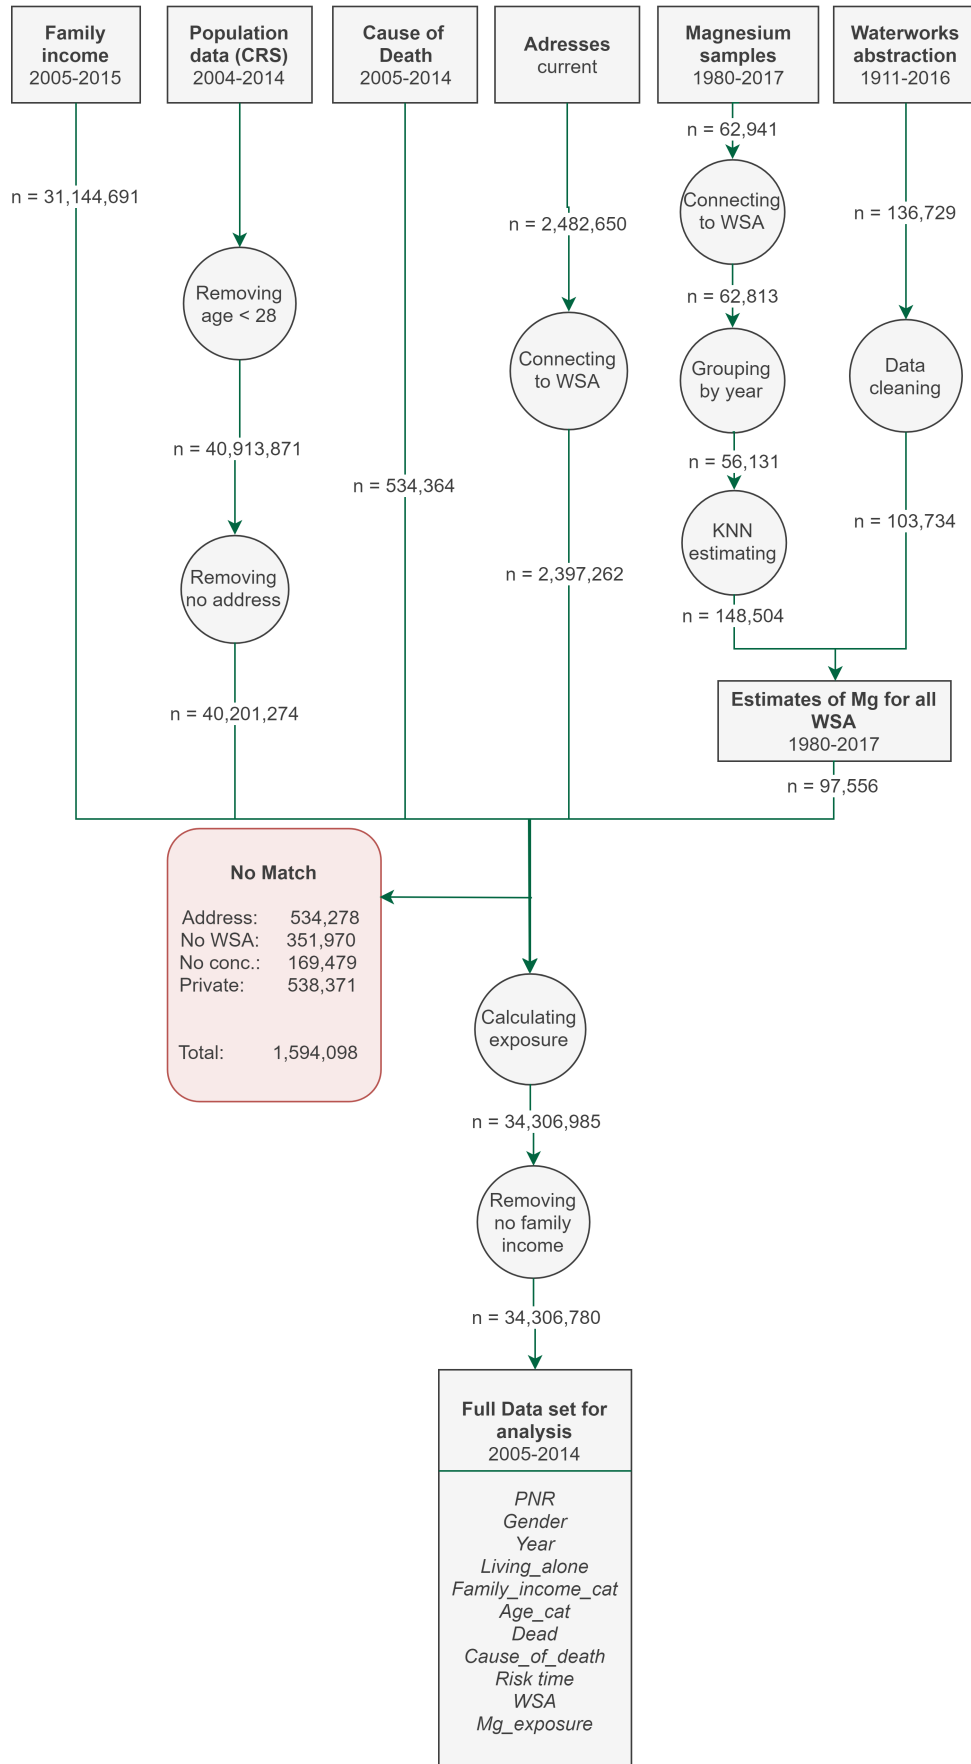 Family
income
2005-2015
Population
data (CRS)
2004-2014
Cause of
Death
2005-2014
Adresses
current
Magnesium
samples
1980-2017
Waterworks
abstraction
1911-2016
n = 62,941
n = 31,144,691
Connecting
to WSA
n = 136,729
n = 2,482,650
Removing
age < 28
n = 62,813
Connecting
to WSA
Grouping
by year
Data
cleaning
n = 40,913,871
n = 56,131
n = 534,364
KNN
estimating
n = 103,734
Removing
no address
n = 2,397,262
n = 148,504
n = 40,201,274
Estimates of Mg for all
WSA
1980-2017
n = 97,556
No Match
Address: 534,278
No WSA: 351,970
No conc.: 169,479
Private: 538,371
Total: 1,594,098
Calculating
exposure
n = 34,306,985
Removing
no family
income
n = 34,306,780
Full Data set for
analysis
2005-2014
PNR
Gender
Year
Living_alone
Family_income_cat
Age_cat
Dead
Cause_of_death
Risk time
WSA
Mg_exposure